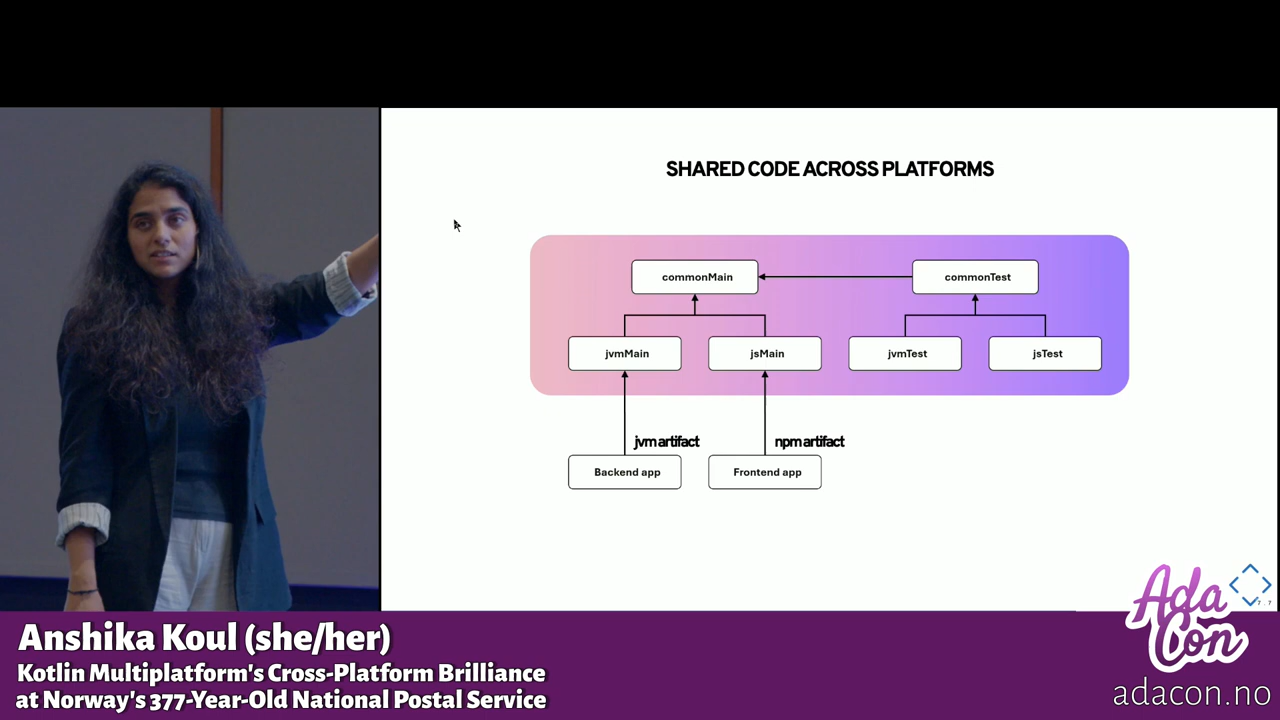 SHARED CODE ACROSS PLATFORMS
commonMain
commonTest
jvmMain
jsMain
jvmTest
jsTest
jvm artifact
npm artifact
Backend app
Frontend app
Ada
Con
adacon.no
Anshika Koul (she/her)
Kotlin Multiplatform's Cross-Platform Brilliance
at Norway's 377-Year-Old National Postal Service